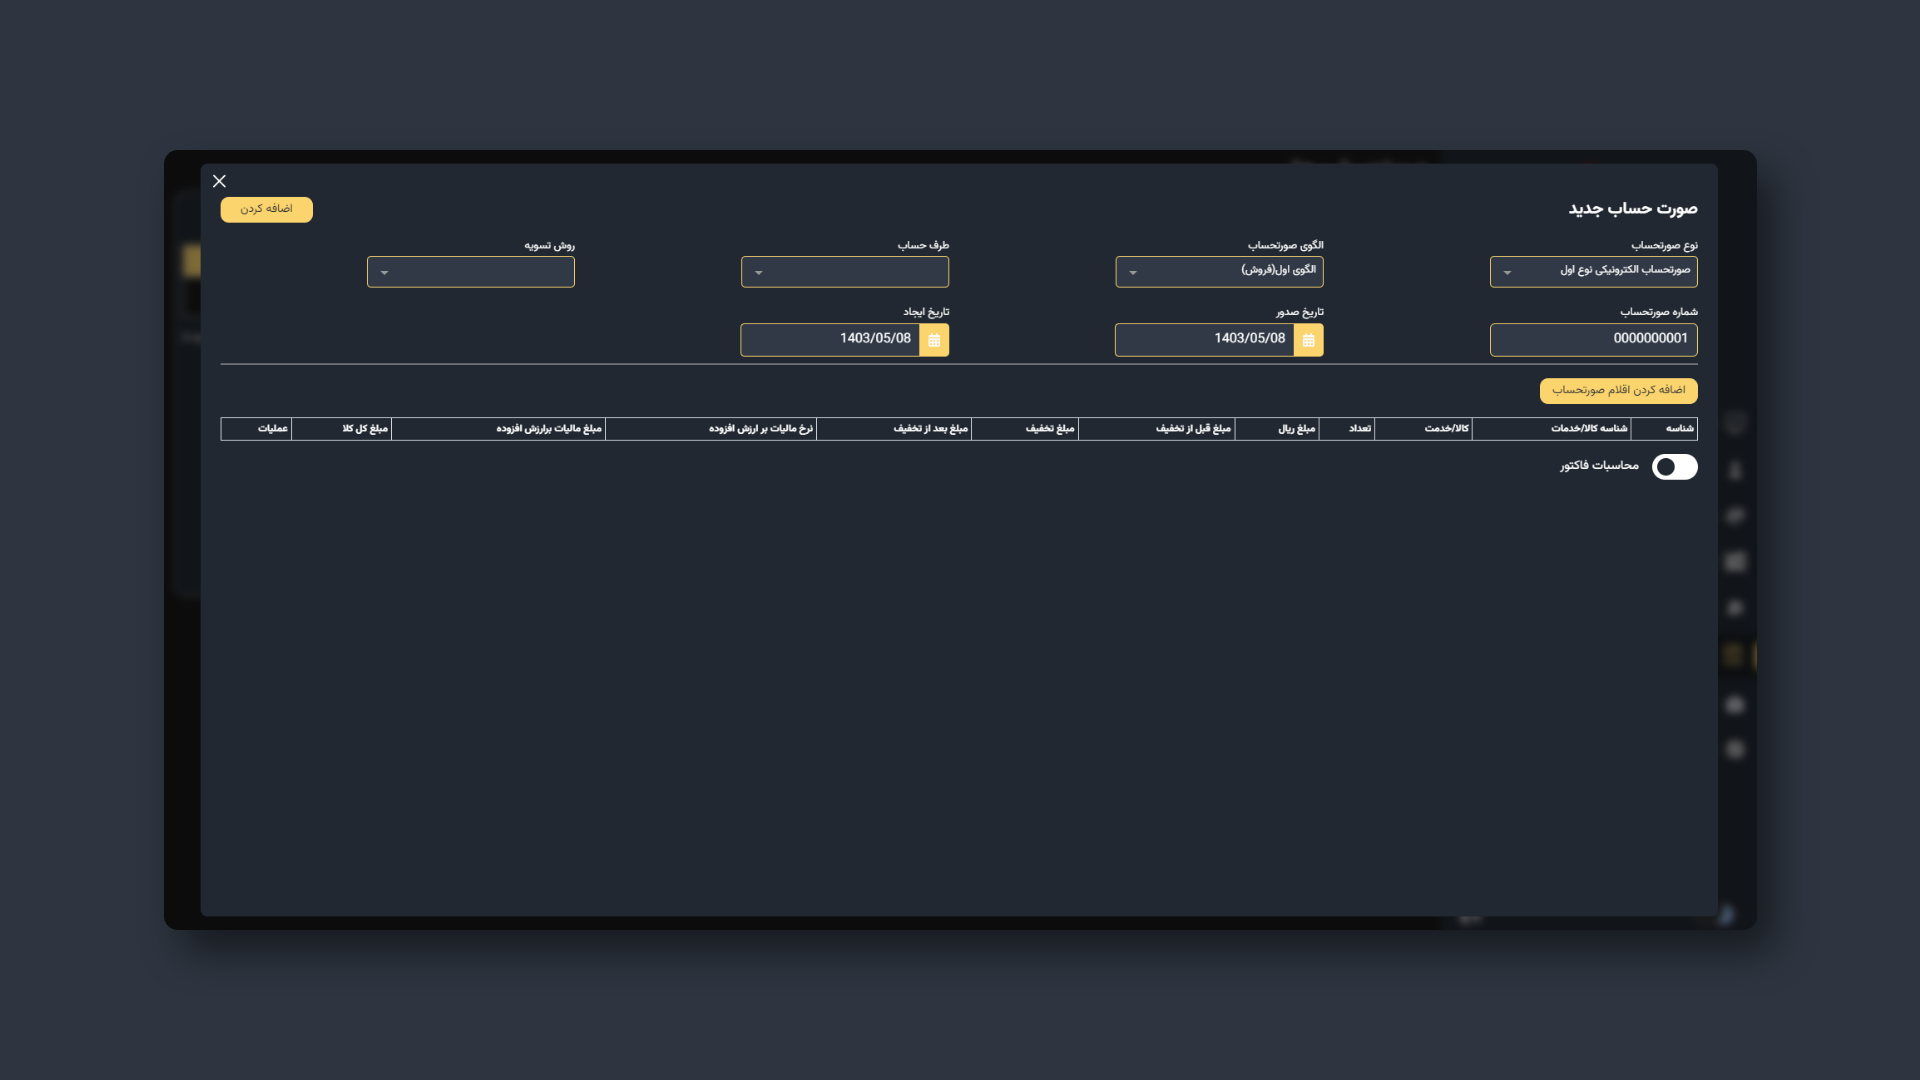 صورت حساب جدید
اضافه کردن
نوع صورتحساب
الگوی صورتحساب
طرف حساب
روش تسویه
صورتحساب الکترونیکی نوع اول
الگوی اول(فروش)
شماره صورتحساب
تاریخ صدور
تاریخ ایجاد
0000000001
1403/05/08
1403/05/08
اضافه کردن اقلام صورتحساب
شناسه
شناسه کالا/خدمات
کالا/خدمت
تعداد
مبلغ ریال
مبلغ قبل از تخفیف
مبلغ تخفیف
مبلغ بعد از تخفیف
نرخ مالیات بر ارزش افزوده
مبلغ مالیات برارزش افزوده
مبلغ کل کالا
عملیات
محاسبات فاکتور